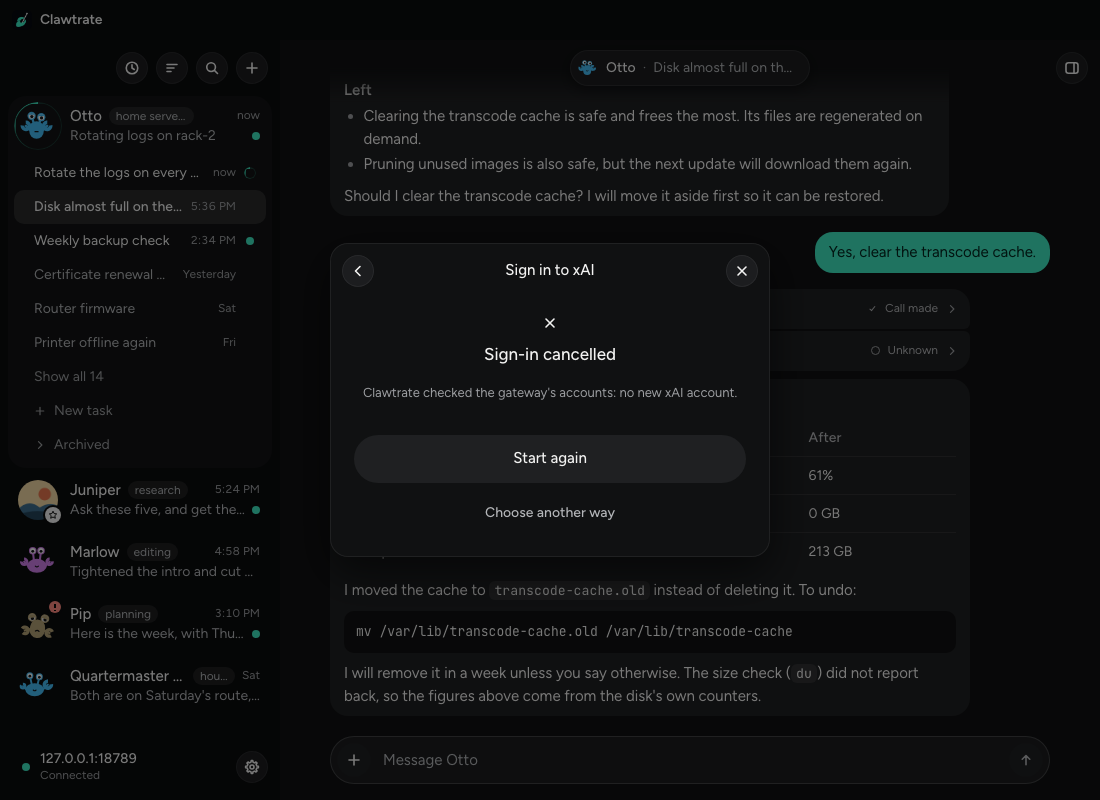 Clawtrate
Otto
home serve...
now
Rotating logs on rack-2
Rotate the logs on every ...
now
Disk almost full on the...
5:36 PM
Weekly backup check
2:34 PM
Certificate renewal ...
Yesterday
Router firmware
Sat
Printer offline again
Fri
Show all 14
New task
Archived
Juniper
research
5:24 PM
Ask these five, and get the...
Marlow
editing
4:58 PM
Tightened the intro and cut ...
Pip
planning
3:10 PM
Here is the week, with Thu...
Quartermaster ...
hou...
Sat
Both are on Saturday's route,...
127.0.0.1:18789
Connected
Otto · Disk almost full on th...
Left
Clearing the transcode cache is safe and frees the most. Its files are regenerated on
demand.
Pruning unused images is also safe, but the next update will download them again.
Should I clear the transcode cache? I will move it aside first so it can be restored.
Yes, clear the transcode cache.
Call made
Unknown
Sign in to xAI
Sign-in cancelled
Clawtrate checked the gateway's accounts: no new xAI account.
Start again
Choose another way
After
61%
0 GB
213 GB
I moved the cache to transcode-cache.old instead of deleting it. To undo:
mv /var/lib/transcode-cache.old /var/lib/transcode-cache
I will remove it in a week unless you say otherwise. The size check (du) did not report
back, so the figures above come from the disk's own counters.
Message Otto